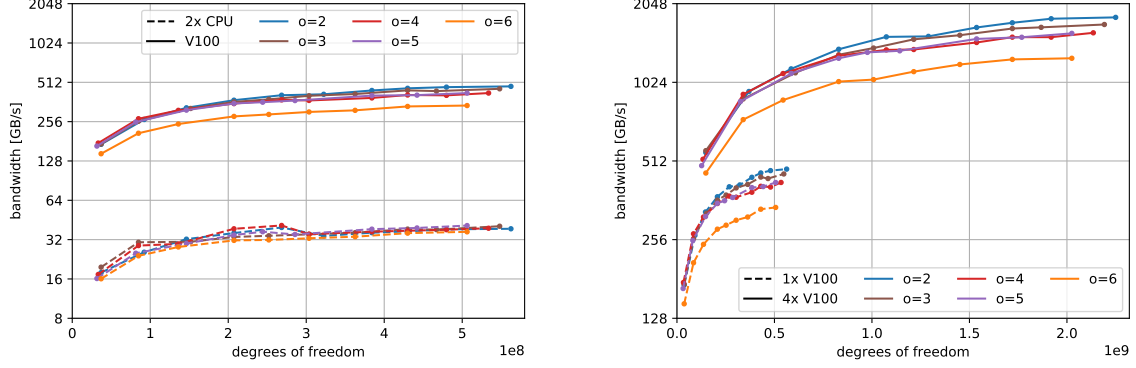 2048
1024
512
256
128
64
32
16
8
bandwidth [GB/s]
2x CPU
V100
o=2
o=3
o=4
o=5
o=6
0
1
2
3
4
5
degrees of freedom
1e8
2048
1024
512
256
128
bandwidth [GB/s]
1x V100
4x V100
o=2
o=3
o=4
o=5
o=6
0.0
0.5
1.0
1.5
2.0
degrees of freedom
1e9